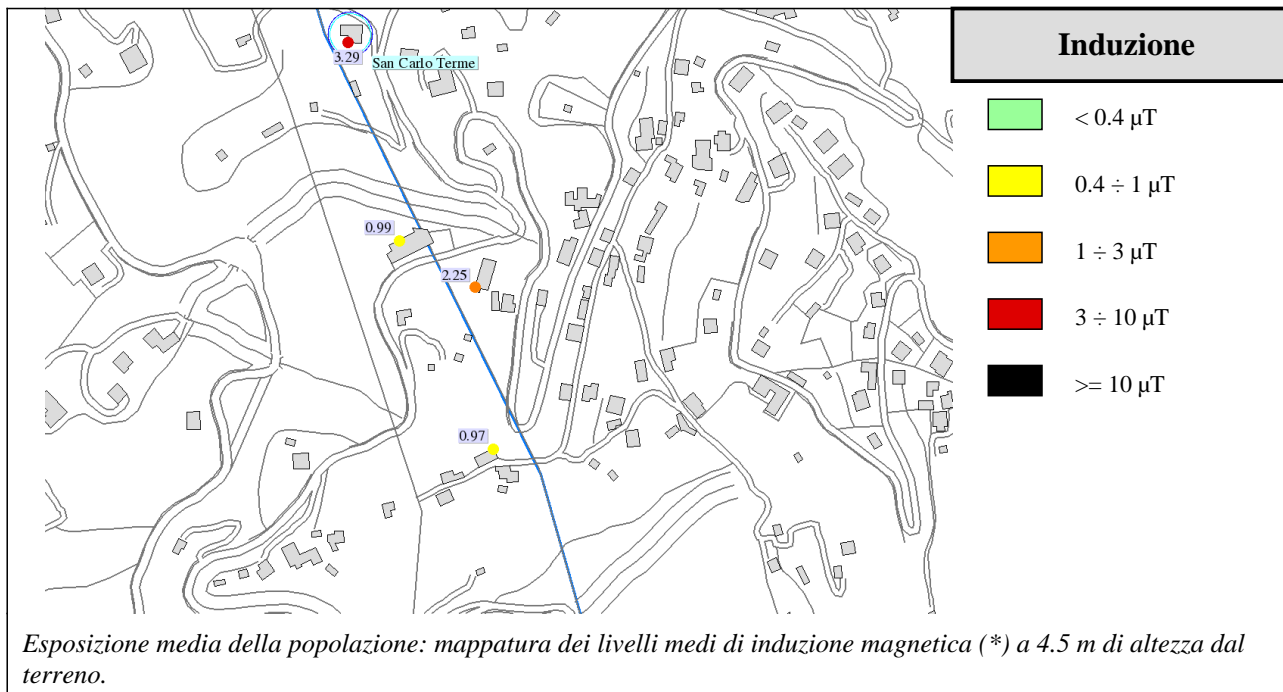 Induzione
3.29
San Carlo Terme
< 0.4 µT
0.4 ÷ 1 µT
0.99
1 ÷ 3 µT
2.25
3 ÷ 10 µT
>= 10 µT
0.97
Esposizione media della popolazione: mappatura dei livelli medi di induzione magnetica (*) a 4.5 m di altezza dal
terreno.